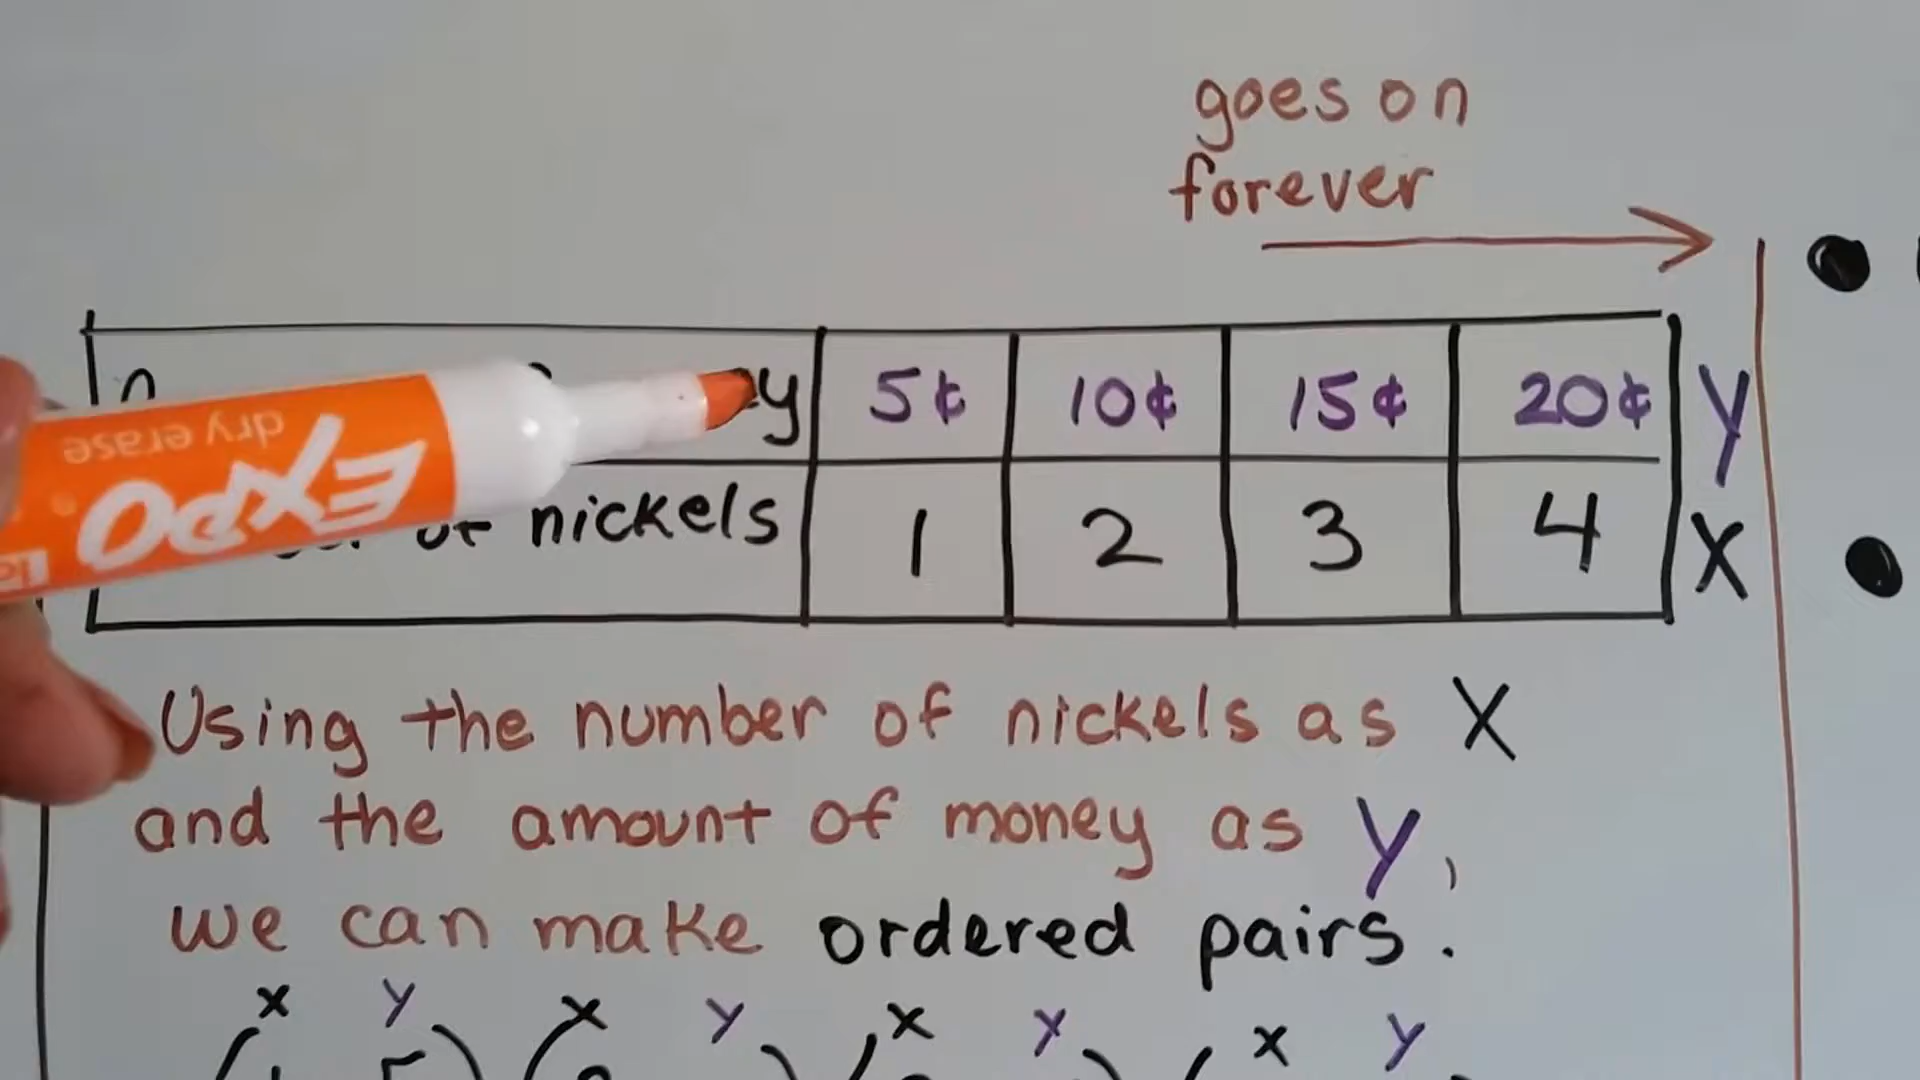 goes on
forever
y 5¢ 10¢ 15¢ 20¢ y
of nickels 1 2 3 4 x
EXPO
dry erase
Using the number of nickels as x
and the amount of money as y,
we can make ordered pairs.
x y x y x y x y